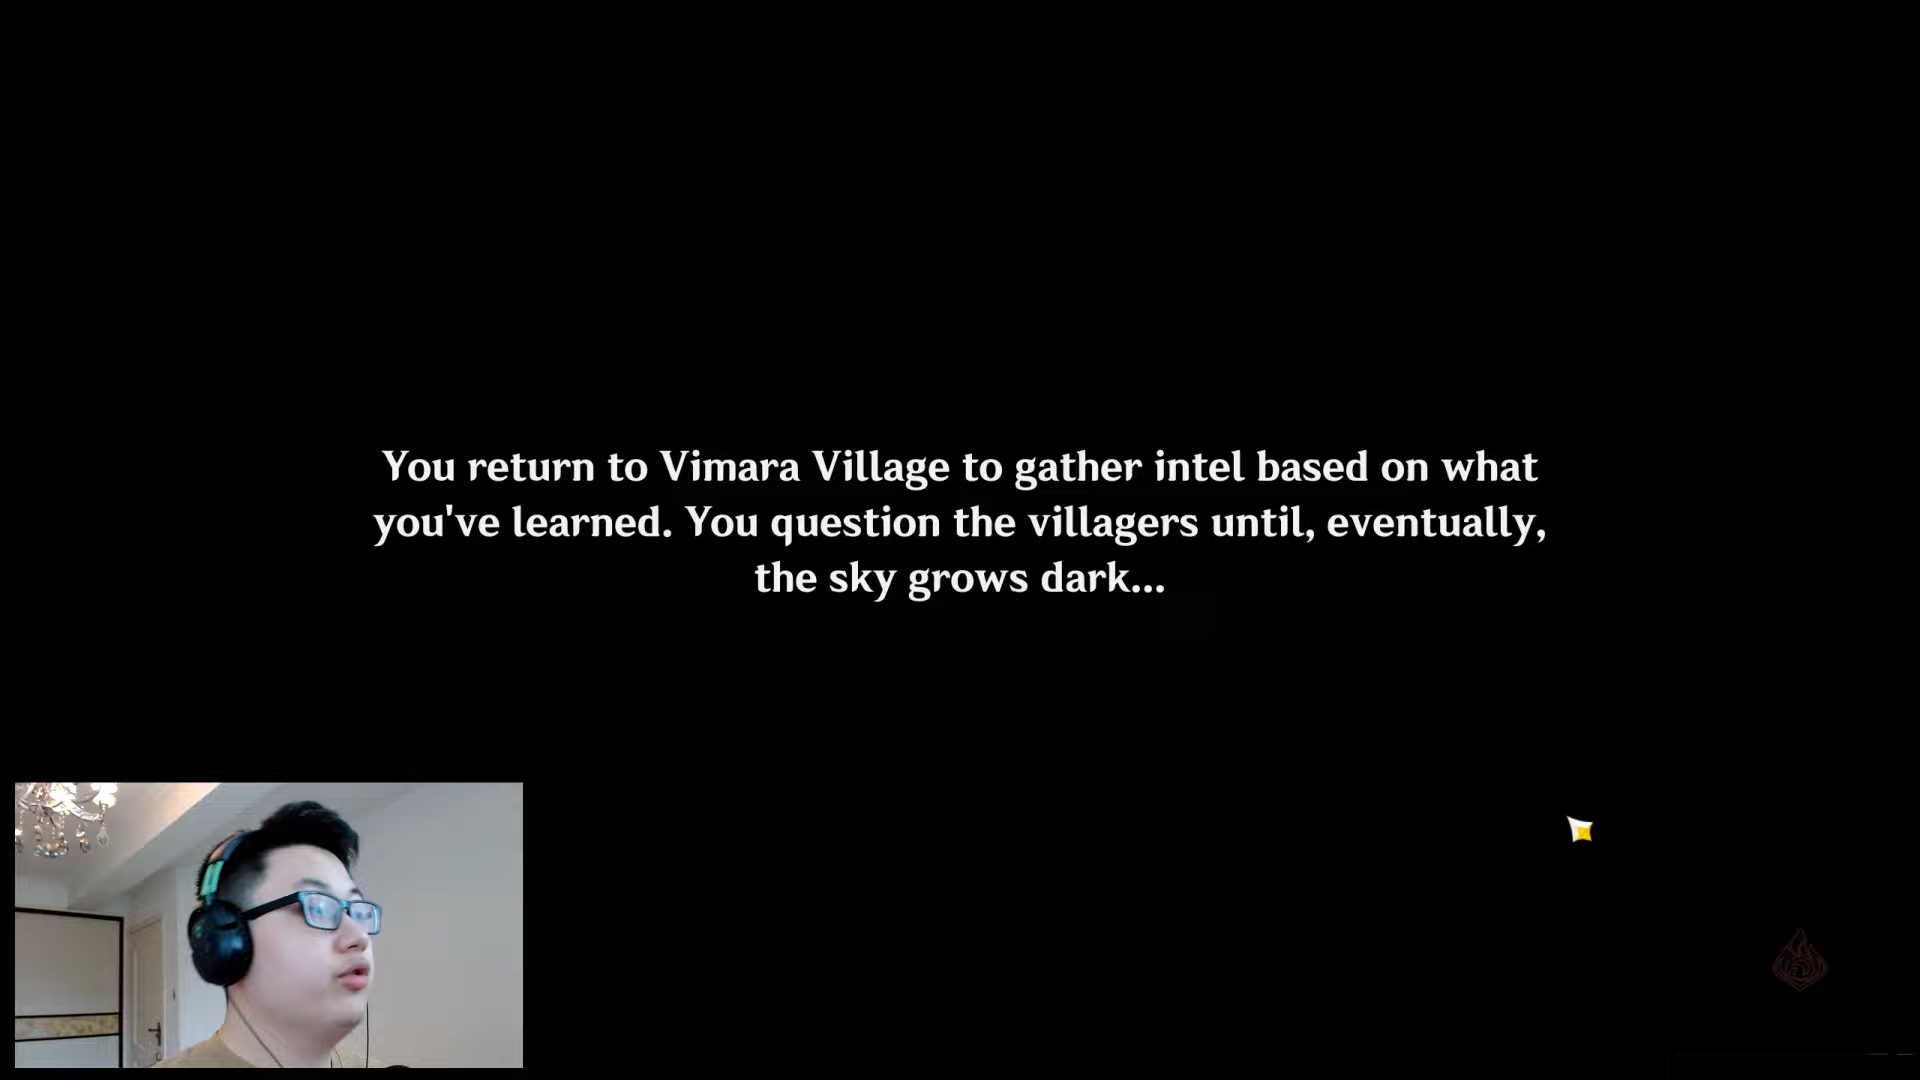 You return to Vimara Village to gather intel based on what
you've learned. You question the villagers until, eventually,
the sky grows dark...